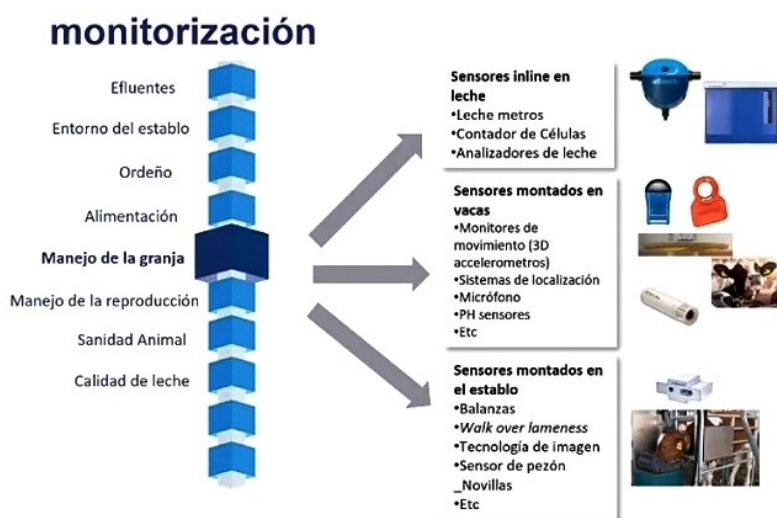 monitorización
Efluentes
Entorno del establo
Ordeño
Alimentación
Manejo de la granja
Manejo de la reproducción
Sanidad Animal
Calidad de leche
Sensores inline en
leche
•Leche metros
•Contador de Células
•Analizadores de leche
Sensores montados en
vacas
•Monitores de
movimiento (3D
accelerometros)
•Sistemas de localización
•Micrófono
•PH sensores
•Etc
Sensores montados en
el establo
•Balanzas
•Walk over lameness
•Tecnología de imagen
•Sensor de pezón
_Novillas
•Etc